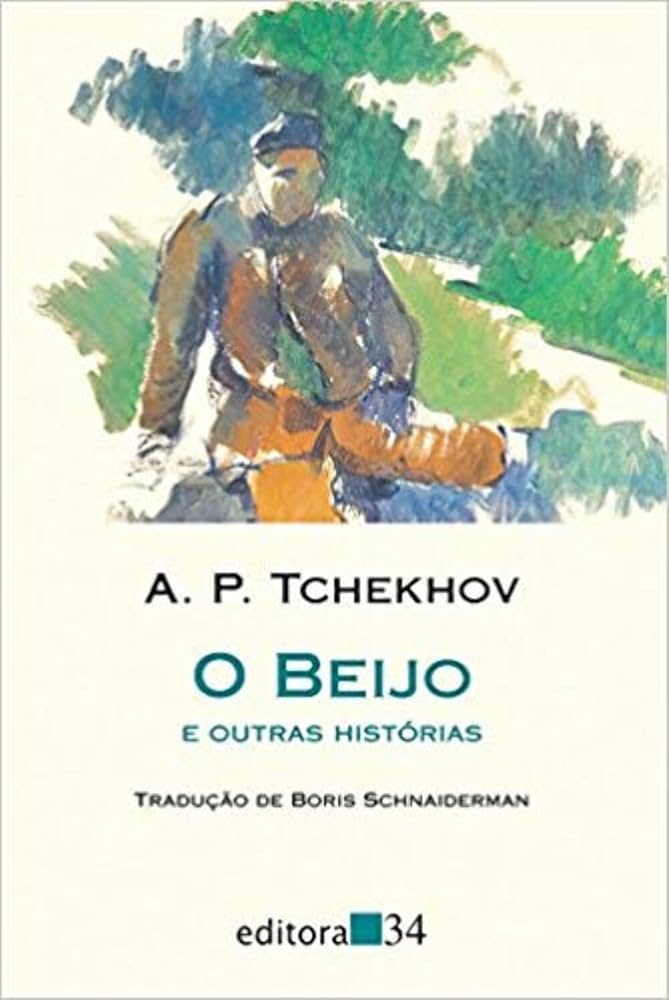 A. P. Tchekhov
O Beijo
e outras histórias
Tradução de Boris Schnaiderman
editora 34